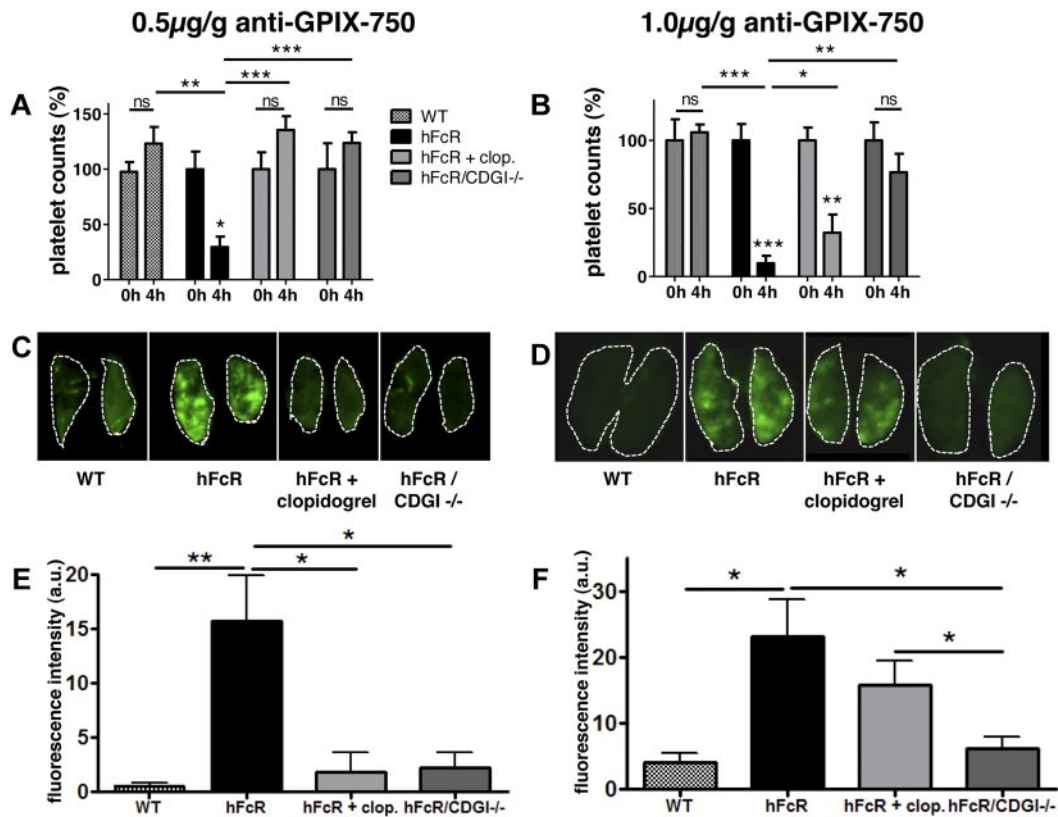 0.5µg/g anti-GPIX-750
1.0µg/g anti-GPIX-750
A
platelet counts (%)
150
100
50
0
ns
**
***
***
ns
ns
*
0h 4h 0h 4h 0h 4h 0h 4h
WT
hFcR
hFcR + clop.
hFcR/CDGI-/-
B
platelet counts (%)
100
50
0
ns
***
*
**
ns
***
**
0h 4h 0h 4h 0h 4h 0h 4h
C
WT
hFcR
hFcR +
clopidogrel
hFcR /
CDGI -/-
D
WT
hFcR
hFcR +
clopidogrel
hFcR /
CDGI -/-
E
fluorescence intensity (a.u.)
20
15
10
5
0
**
*
*
WT hFcR hFcR + clop. hFcR/CDGI-/-
F
fluorescence intensity (a.u.)
30
20
10
0
*
*
*
WT hFcR hFcR + clop. hFcR/CDGI-/-